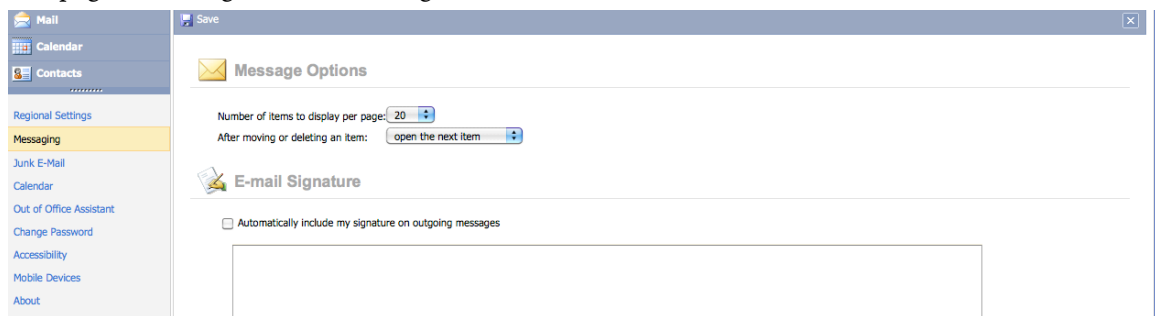 Mail
Calendar
Contacts
Regional Settings
Messaging
Junk E-Mail
Calendar
Out of Office Assistant
Change Password
Accessibility
Mobile Devices
About
Save
Message Options
Number of items to display per page: 20
After moving or deleting an item: open the next item
E-mail Signature
Automatically include my signature on outgoing messages